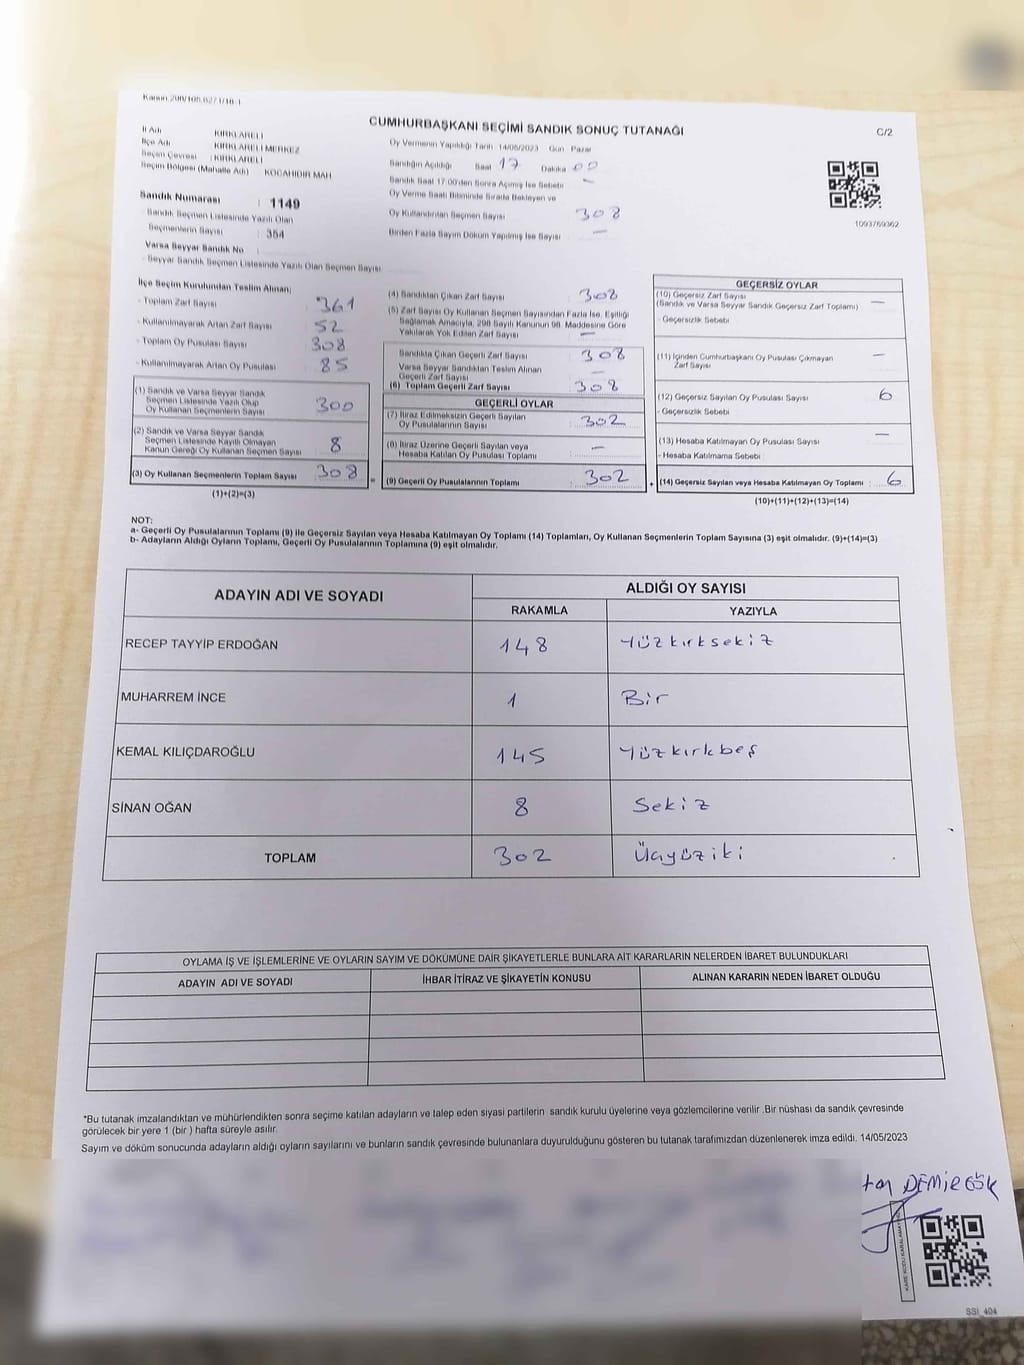 Kanun:298/105,6271/18-1
CUMHURBAŞKANI SEÇİMİ SANDIK SONUÇ TUTANAĞI
C/2
İl Adı : KIRKLARELİ
İlçe Adı : KIRKLARELİ MERKEZ
Seçim Çevresi : KIRKLARELİ
Seçim Bölgesi (Mahalle Adı) : KOCAHIDIR MAH
Sandık Numarası : 1149
- Sandık Seçmen Listesinde Yazılı Olan
Seçmenlerin Sayısı : 354
Varsa Seyyar Sandık No :
- Seyyar Sandık Seçmen Listesinde Yazılı Olan Seçmen Sayısı
Oy Vermenin Yapıldığı Tarih 14/05/2023 Gün Pazar
Sandığın Açıldığı Saat 17 Dakika 00
Sandık Saat 17:00'den Sonra Açılmış İse Sebebi -
Oy Verme Saati Bitiminde Sırada Bekleyen ve
Oy Kullandırılan Seçmen Sayısı 308
Birden Fazla Sayım Döküm Yapılmış İse Sayısı -
1093769362
İlçe Seçim Kurulundan Teslim Alınan;
- Toplam Zarf Sayısı 361
- Kullanılmayarak Artan Zarf Sayısı 52
- Toplam Oy Pusulası Sayısı 308
- Kullanılmayarak Artan Oy Pusulası 85
(1) Sandık ve Varsa Seyyar Sandık
Seçmen Listesinde Yazılı Olup
Oy Kullanan Seçmenlerin Sayısı 300
(2) Sandık ve Varsa Seyyar Sandık
Seçmen Listesinde Kayıtlı Olmayan
Kanun Gereği Oy Kullanan Seçmen Sayısı 8
(3) Oy Kullanan Seçmenlerin Toplam Sayısı 308
(1)+(2)=(3)
(4) Sandıktan Çıkan Zarf Sayısı 308
(5) Zarf Sayısı Oy Kullanan Seçmen Sayısından Fazla İse, Eşitliği
Sağlamak Amacıyla, 298 Sayılı Kanunun 98. Maddesine Göre
Yakılarak Yok Edilen Zarf Sayısı -
Sandıkta Çıkan Geçerli Zarf Sayısı 308
Varsa Seyyar Sandıktan Teslim Alınan
Geçerli Zarf Sayısı -
(6) Toplam Geçerli Zarf Sayısı 308
GEÇERLİ OYLAR
(7) İtiraz Edilmeksizin Geçerli Sayılan
Oy Pusulalarının Sayısı 302
(8) İtiraz Üzerine Geçerli Sayılan veya
Hesaba Katılan Oy Pusulası Toplamı -
= (9) Geçerli Oy Pusulalarının Toplamı 302
GEÇERSİZ OYLAR
(10) Geçersiz Zarf Sayısı
(Sandık ve Varsa Seyyar Sandık Geçersiz Zarf Toplamı) -
- Geçersizlik Sebebi :
(11) İçinden Cumhurbaşkanı Oy Pusulası Çıkmayan
Zarf Sayısı -
(12) Geçersiz Sayılan Oy Pusulası Sayısı 6
- Geçersizlik Sebebi :
(13) Hesaba Katılmayan Oy Pusulası Sayısı -
- Hesaba Katılmama Sebebi :
+ (14) Geçersiz Sayılan veya Hesaba Katılmayan Oy Toplamı : 6
(10)+(11)+(12)+(13)=(14)
NOT:
a- Geçerli Oy Pusulalarının Toplamı (9) ile Geçersiz Sayılan veya Hesaba Katılmayan Oy Toplamı (14) Toplamları, Oy Kullanan Seçmenlerin Toplam Sayısına (3) eşit olmalıdır. (9)+(14)=(3)
b- Adayların Aldığı Oyların Toplamı, Geçerli Oy Pusulalarının Toplamına (9) eşit olmalıdır.
ADAYIN ADI VE SOYADI ALDIĞI OY SAYISI
RAKAMLA YAZIYLA
RECEP TAYYİP ERDOĞAN 148 Yüzkırksekiz
MUHARREM İNCE 1 Bir
KEMAL KILIÇDAROĞLU 145 Yüzkırkbeş
SİNAN OĞAN 8 Sekiz
TOPLAM 302 Üçyüziki
OYLAMA İŞ VE İŞLEMLERİNE VE OYLARIN SAYIM VE DÖKÜMÜNE DAİR ŞİKAYETLERLE BUNLARA AİT KARARLARIN NELERDEN İBARET BULUNDUKLARI
ADAYIN ADI VE SOYADI İHBAR İTİRAZ VE ŞİKAYETİN KONUSU ALINAN KARARIN NEDEN İBARET OLDUĞU
*Bu tutanak imzalandıktan ve mühürlendikten sonra seçime katılan adayların ve talep eden siyasi partilerin sandık kurulu üyelerine veya gözlemcilerine verilir .Bir nüshası da sandık çevresinde
görülecek bir yere 1 (bir ) hafta süreyle asılır.
Sayım ve döküm sonucunda adayların aldığı oyların sayılarını ve bunların sandık çevresinde bulunanlara duyurulduğunu gösteren bu tutanak tarafımızdan düzenlenerek imza edildi. 14/05/2023
DEMİRGÖK
KARE KODU KARALAMAYINIZ
SSI_404